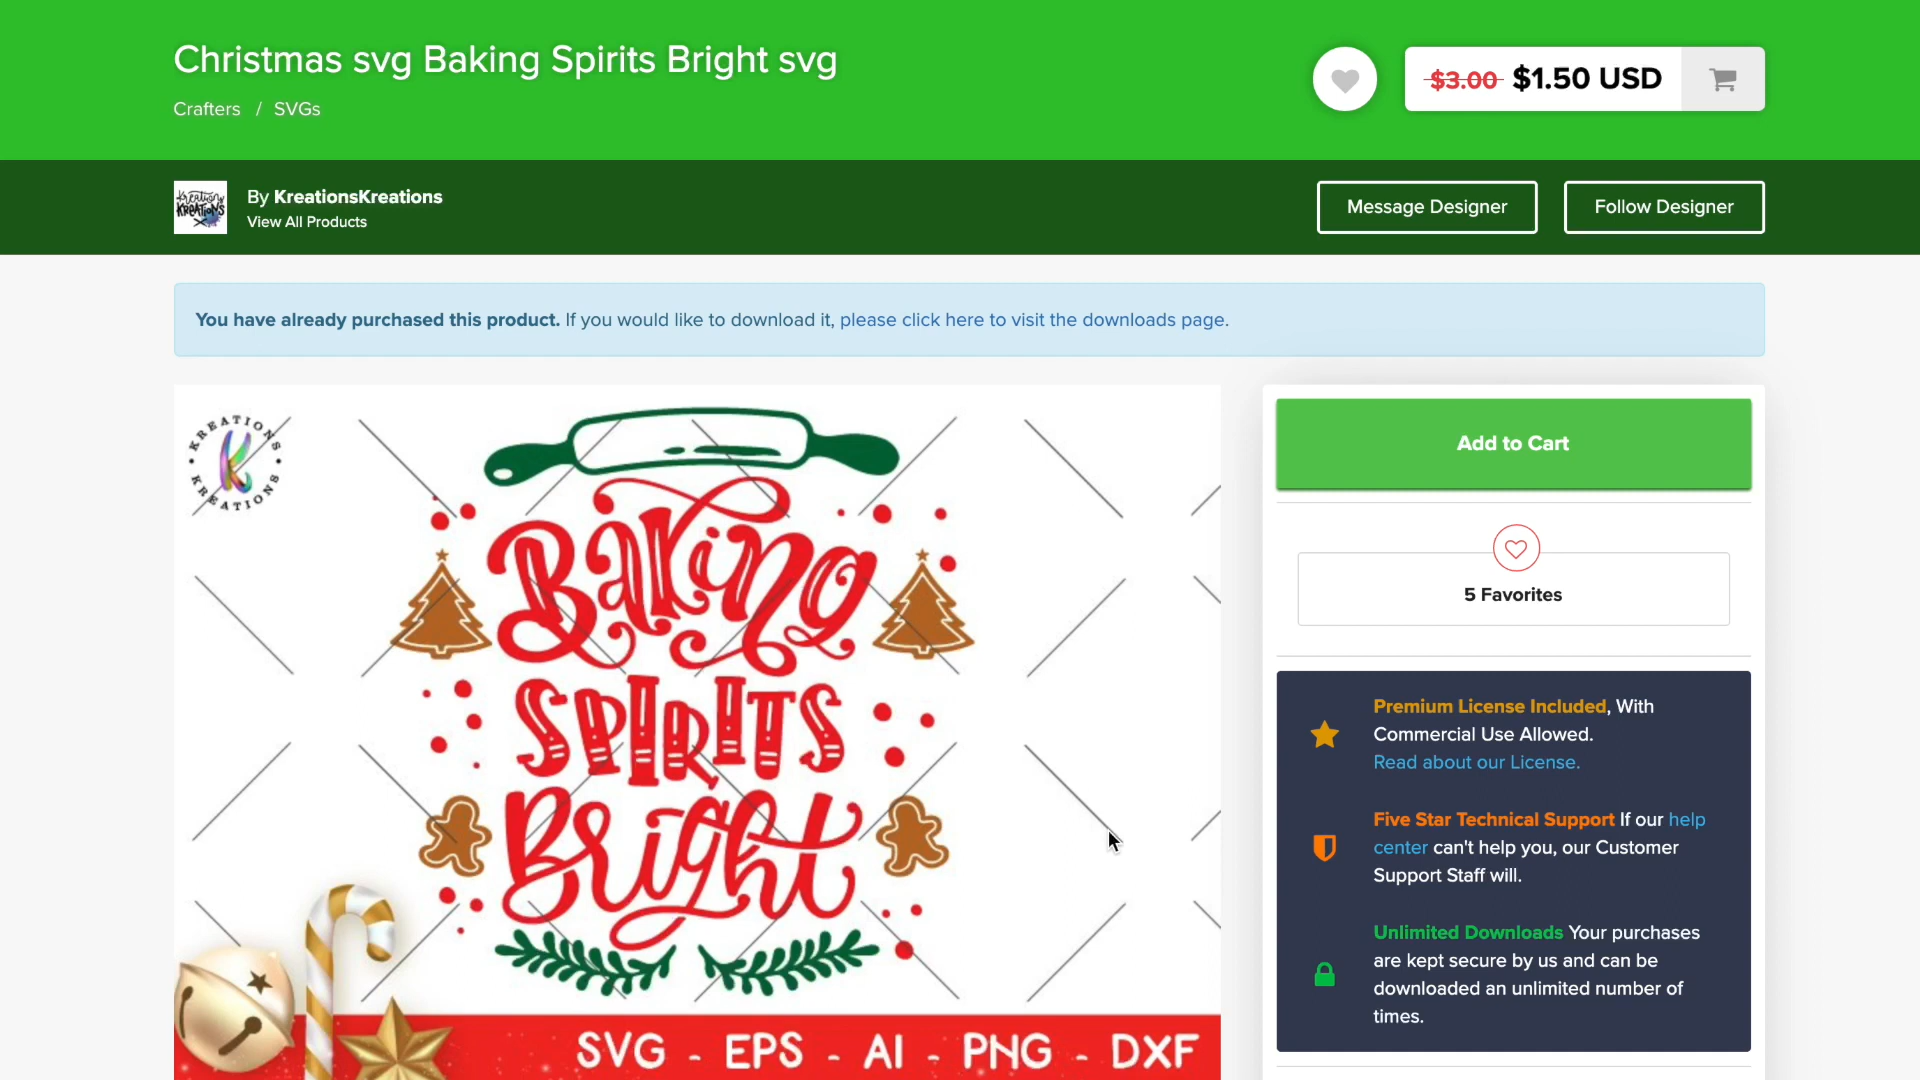 Christmas svg Baking Spirits Bright svg
$3.00 $1.50 USD
Crafters / SVGs
By KreationsKreations
View All Products
Message Designer
Follow Designer
Kreations
KREATIONS
You have already purchased this product. If you would like to download it, please click here to visit the downloads page.
KREATIONS
K
KREATIONS
Baking
SPIRITS
Bright
SVG - EPS - AI - PNG - DXF
Add to Cart
5 Favorites
Premium License Included, With
Commercial Use Allowed.
Read about our License.
Five Star Technical Support If our help
center can't help you, our Customer
Support Staff will.
Unlimited Downloads Your purchases
are kept secure by us and can be
downloaded an unlimited number of
times.